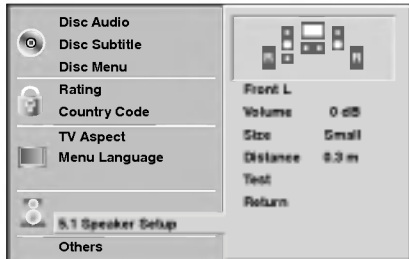 Disc Audio
Disc Subtitle
Disc Menu
Rating
Country Code
TV Aspect
Menu Language
5.1 Speaker Setup
Others
Front L
Volume 0 dB
Size Small
Distance 0.3 m
Test
Return